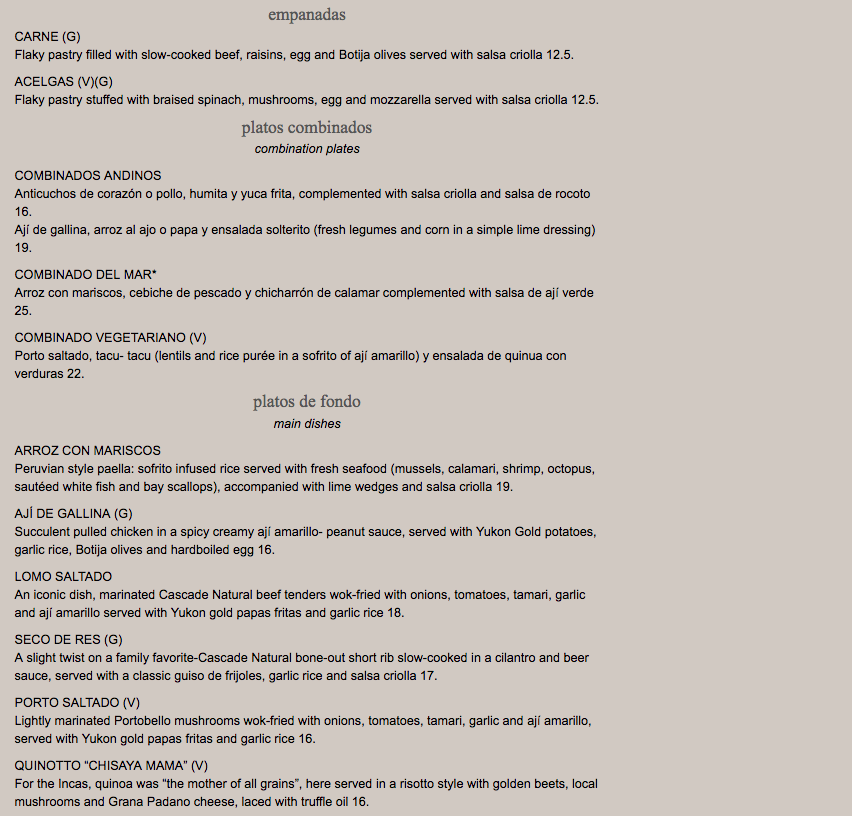 empanadas
CARNE (G)
Flaky pastry filled with slow-cooked beef, raisins, egg and Botija olives served with salsa criolla 12.5.
ACELGAS (V)(G)
Flaky pastry stuffed with braised spinach, mushrooms, egg and mozzarella served with salsa criolla 12.5.
platos combinados
combination plates
COMBINADOS ANDINOS
Anticuchos de corazón o pollo, humita y yuca frita, complemented with salsa criolla and salsa de rocoto
16.
Ají de gallina, arroz al ajo o papa y ensalada solterito (fresh legumes and corn in a simple lime dressing)
19.
COMBINADO DEL MAR*
Arroz con mariscos, cebiche de pescado y chicharrón de calamar complemented with salsa de ají verde
25.
COMBINADO VEGETARIANO (V)
Porto saltado, tacu- tacu (lentils and rice purée in a sofrito of ají amarillo) y ensalada de quinua con
verduras 22.
platos de fondo
main dishes
ARROZ CON MARISCOS
Peruvian style paella: sofrito infused rice served with fresh seafood (mussels, calamari, shrimp, octopus,
sautéed white fish and bay scallops), accompanied with lime wedges and salsa criolla 19.
AJÍ DE GALLINA (G)
Succulent pulled chicken in a spicy creamy ají amarillo- peanut sauce, served with Yukon Gold potatoes,
garlic rice, Botija olives and hardboiled egg 16.
LOMO SALTADO
An iconic dish, marinated Cascade Natural beef tenders wok-fried with onions, tomatoes, tamari, garlic
and ají amarillo served with Yukon gold papas fritas and garlic rice 18.
SECO DE RES (G)
A slight twist on a family favorite-Cascade Natural bone-out short rib slow-cooked in a cilantro and beer
sauce, served with a classic guiso de frijoles, garlic rice and salsa criolla 17.
PORTO SALTADO (V)
Lightly marinated Portobello mushrooms wok-fried with onions, tomatoes, tamari, garlic and ají amarillo,
served with Yukon gold papas fritas and garlic rice 16.
QUINOTTO “CHISAYA MAMA” (V)
For the Incas, quinoa was “the mother of all grains”, here served in a risotto style with golden beets, local
mushrooms and Grana Padano cheese, laced with truffle oil 16.